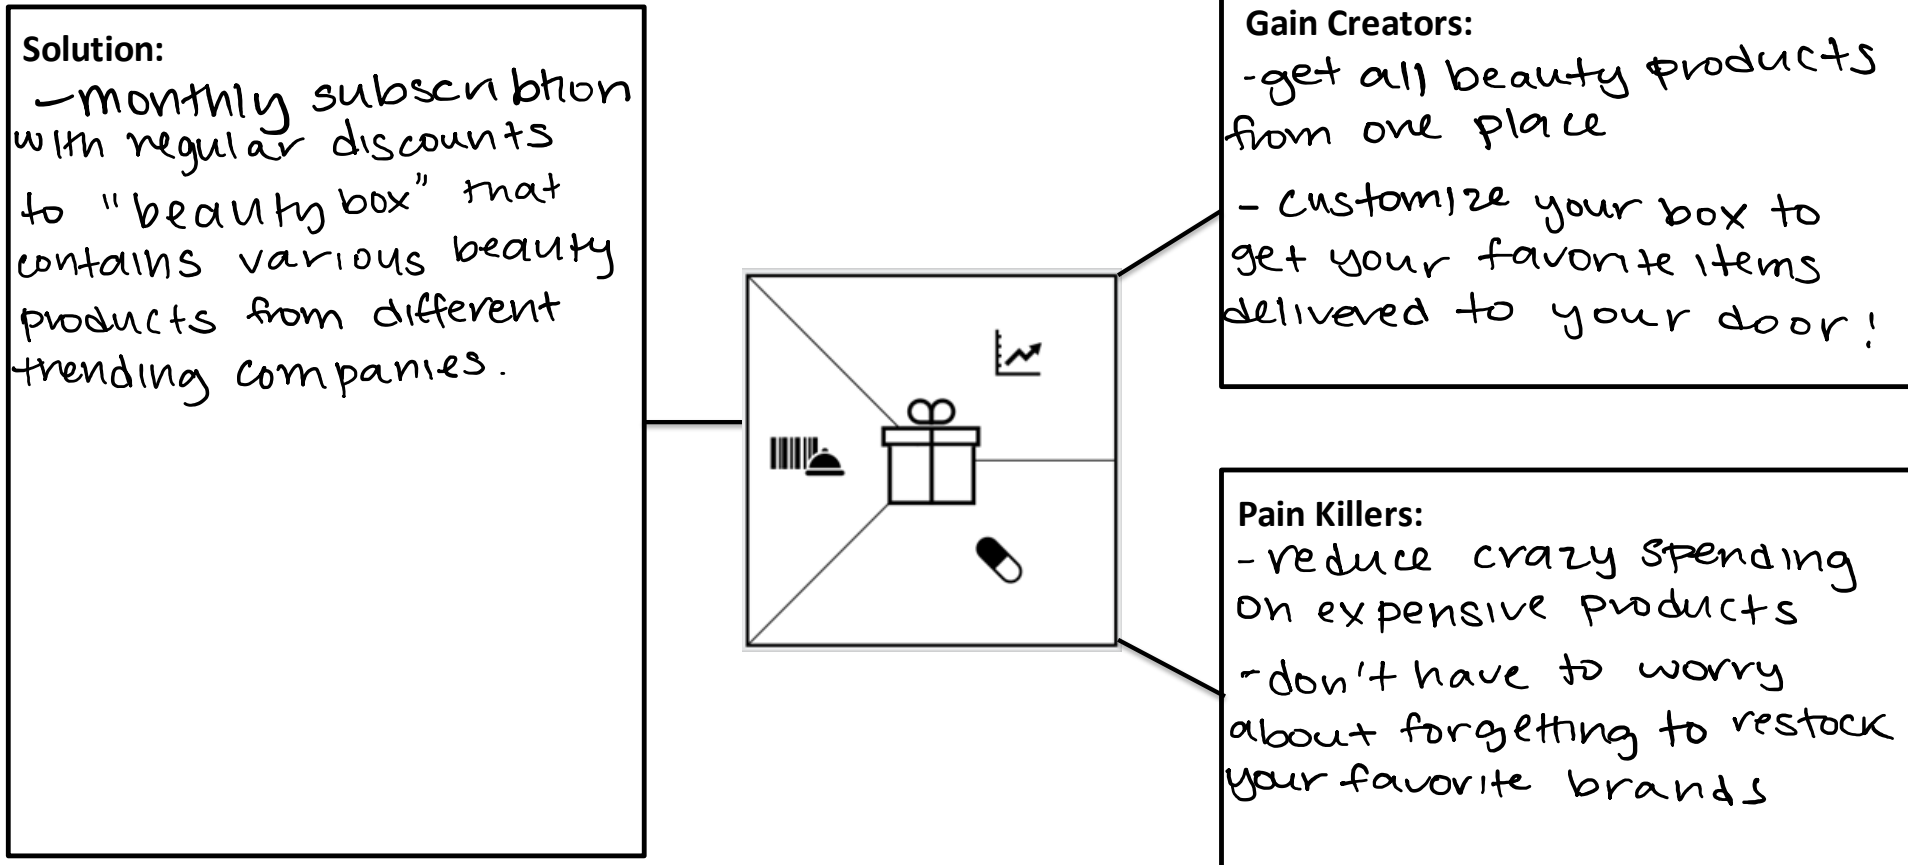 Solution:
- monthly subscribtion
with regular discounts
to "beauty box" that
contains various beauty
products from different
trending companies.
Gain Creators:
- get all beauty products
from one place
- customize your box to
get your favorite items
delivered to your door!
Pain Killers:
- reduce crazy spending
on expensive products
- don't have to worry
about forgetting to restock
your favorite brands